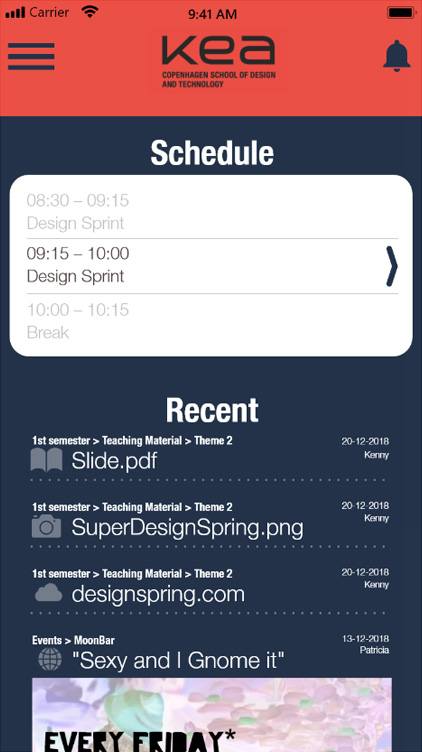 Carrier 9:41 AM
kea
COPENHAGEN SCHOOL OF DESIGN
AND TECHNOLOGY
Schedule
08:30 – 09:15
Design Sprint
09:15 – 10:00
Design Sprint
10:00 – 10:15
Break
Recent
1st semester > Teaching Material > Theme 2 20-12-2018
Slide.pdf Kenny
1st semester > Teaching Material > Theme 2 20-12-2018
SuperDesignSpring.png Kenny
1st semester > Teaching Material > Theme 2 20-12-2018
designspring.com Kenny
Events > MoonBar 13-12-2018
"Sexy and I Gnome it" Patricia
EVERY FRIDAY*